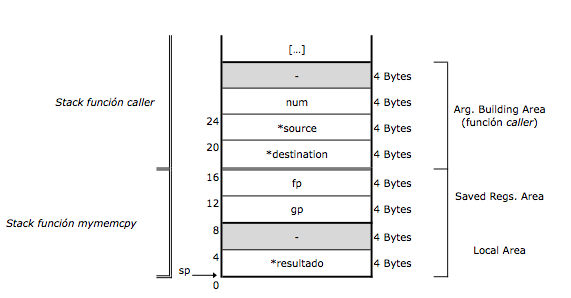 [...]
- 4 Bytes
Stack función caller num 4 Bytes Arg. Building Area
24 *source 4 Bytes (función caller)
20 *destination 4 Bytes
16 fp 4 Bytes Saved Regs. Area
12 gp 4 Bytes
Stack función mymemcpy
8 - 4 Bytes Local Area
4 *resultado 4 Bytes
sp
0